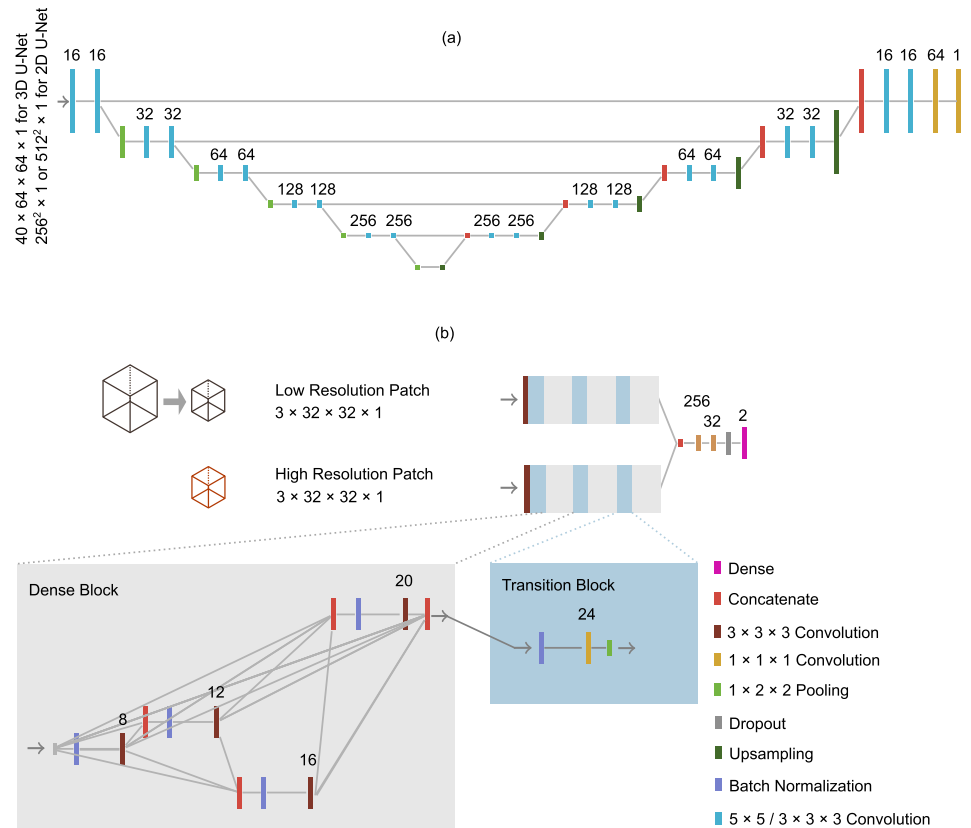 (a)
40 × 64 × 64 × 1 for 3D U-Net
256² × 1 or 512² × 1 for 2D U-Net
16 16
16 16 64 1
32 32
32 32
64 64
64 64
128 128
128 128
256 256
256 256
(b)
Low Resolution Patch
3 × 32 × 32 × 1
256
32
2
High Resolution Patch
3 × 32 × 32 × 1
Dense Block
20
12
8
16
Transition Block
24
Dense
Concatenate
3 × 3 × 3 Convolution
1 × 1 × 1 Convolution
1 × 2 × 2 Pooling
Dropout
Upsampling
Batch Normalization
5 × 5 / 3 × 3 × 3 Convolution